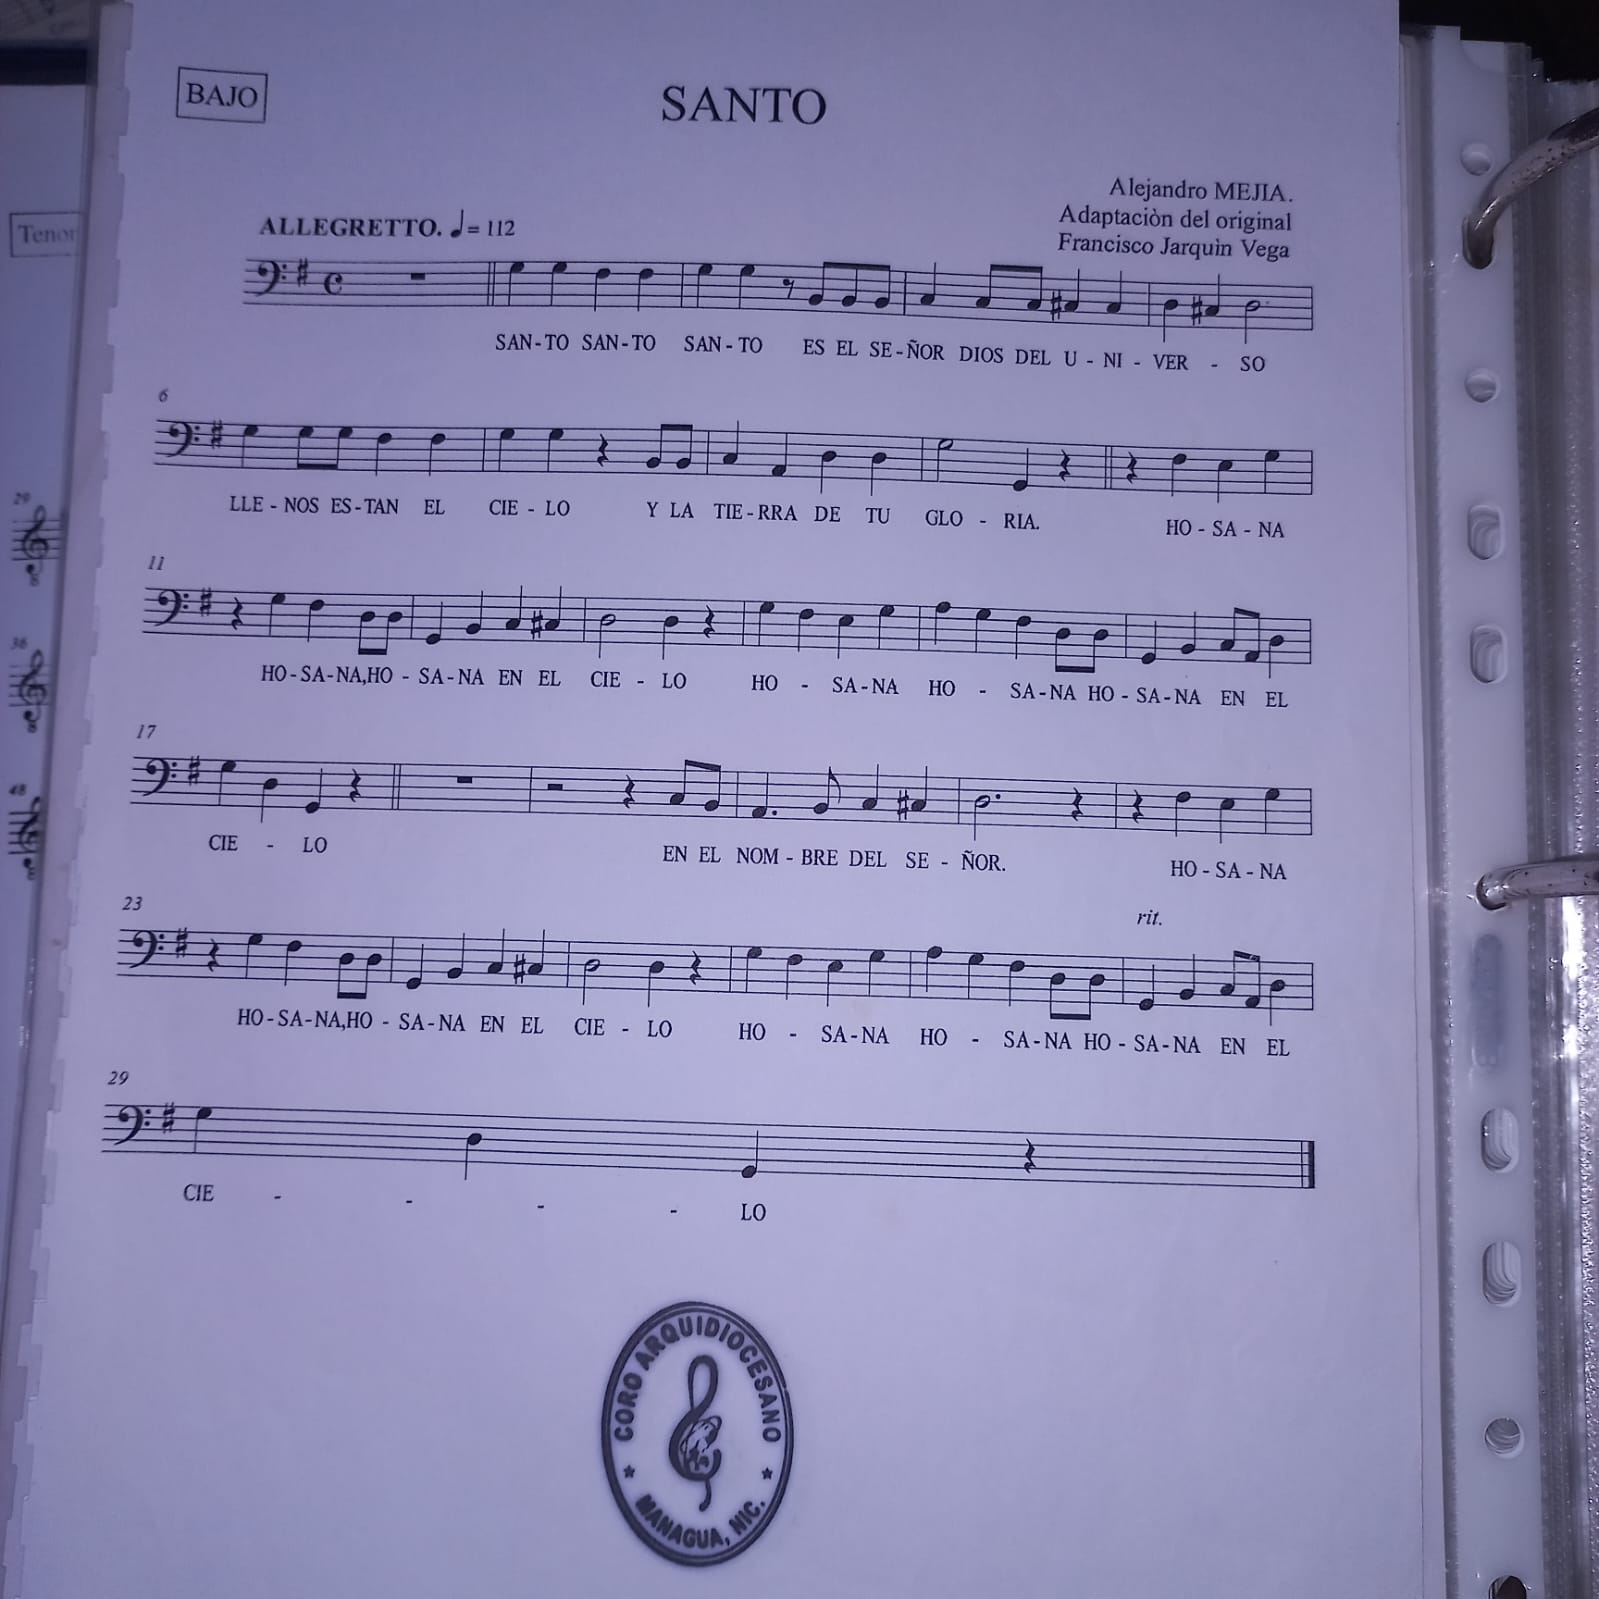 BAJO
SANTO
Alejandro MEJIA.
Adaptaciòn del original
Francisco Jarquìn Vega
ALLEGRETTO. ♩= 112
SAN-TO SAN-TO SAN-TO ES EL SE-ÑOR DIOS DEL U - NI - VER - SO
6
LLE - NOS ES-TAN EL CIE - LO Y LA TIE-RRA DE TU GLO - RIA. HO - SA - NA
11
HO-SA-NA,HO - SA-NA EN EL CIE - LO HO - SA-NA HO - SA-NA HO - SA-NA EN EL
17
CIE - LO EN EL NOM - BRE DEL SE - ÑOR. HO - SA - NA
23
rit.
HO-SA-NA,HO - SA-NA EN EL CIE - LO HO - SA-NA HO - SA-NA HO - SA-NA EN EL
29
CIE - - - - LO
CORO ARQUIDIOCESANO
MANAGUA, NIC.
Tenor
29
36
48